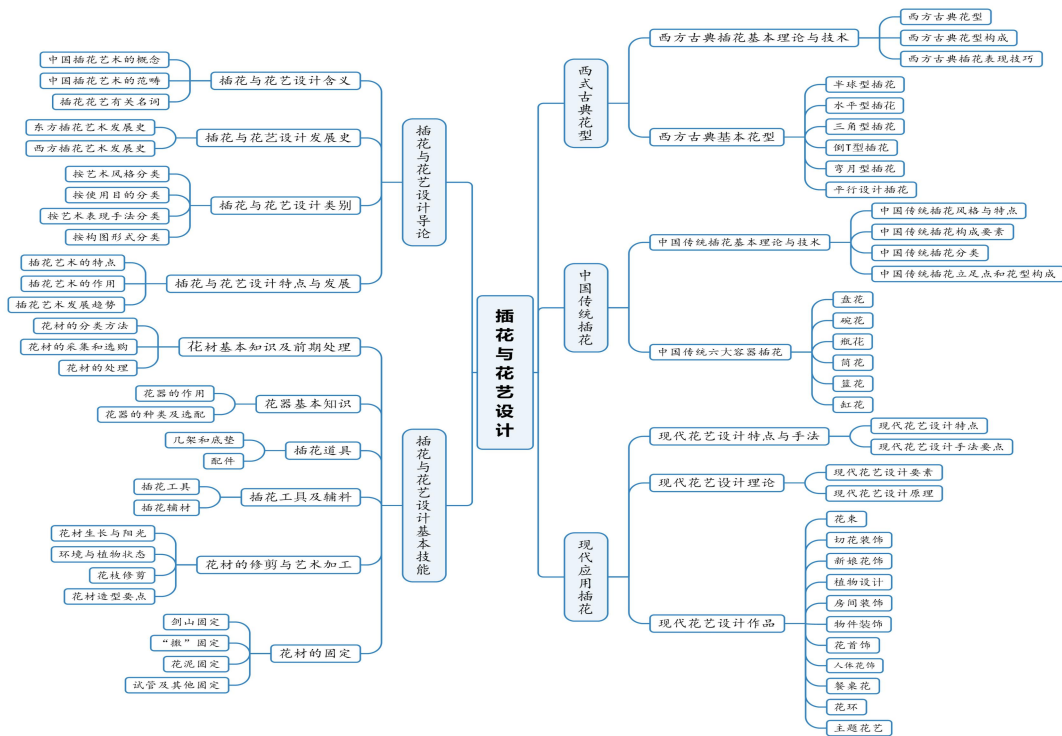 插花与花艺设计
插花与花艺设计导论
插花与花艺设计含义
中国插花艺术的概念
中国插花艺术的范畴
插花花艺有关名词
插花与花艺设计发展史
东方插花艺术发展史
西方插花艺术发展史
插花与花艺设计类别
按艺术风格分类
按使用目的分类
按艺术表现手法分类
按构图形式分类
插花与花艺设计特点与发展
插花艺术的特点
插花艺术的作用
插花艺术发展趋势
插花与花艺设计基本技能
花材基本知识及前期处理
花材的分类方法
花材的采集和选购
花材的处理
花器基本知识
花器的作用
花器的种类及选配
插花道具
几架和底垫
配件
插花工具及辅料
插花工具
插花辅材
花材的修剪与艺术加工
花材生长与阳光
环境与植物状态
花枝修剪
花材造型要点
花材的固定
剑山固定
“撒”固定
花泥固定
试管及其他固定
西式古典花型
西方古典插花基本理论与技术
西方古典花型
西方古典花型构成
西方古典插花表现技巧
西方古典基本花型
半球型插花
水平型插花
三角型插花
倒T型插花
弯月型插花
平行设计插花
中国传统插花
中国传统插花基本理论与技术
中国传统插花风格与特点
中国传统插花构成要素
中国传统插花分类
中国传统插花立足点和花型构成
中国传统六大容器插花
盘花
碗花
瓶花
筒花
篮花
缸花
现代应用插花
现代花艺设计特点与手法
现代花艺设计特点
现代花艺设计手法要点
现代花艺设计理论
现代花艺设计要素
现代花艺设计原理
现代花艺设计作品
花束
切花装饰
新娘花饰
植物设计
房间装饰
物件装饰
花首饰
人体花饰
餐桌花
花环
主题花艺